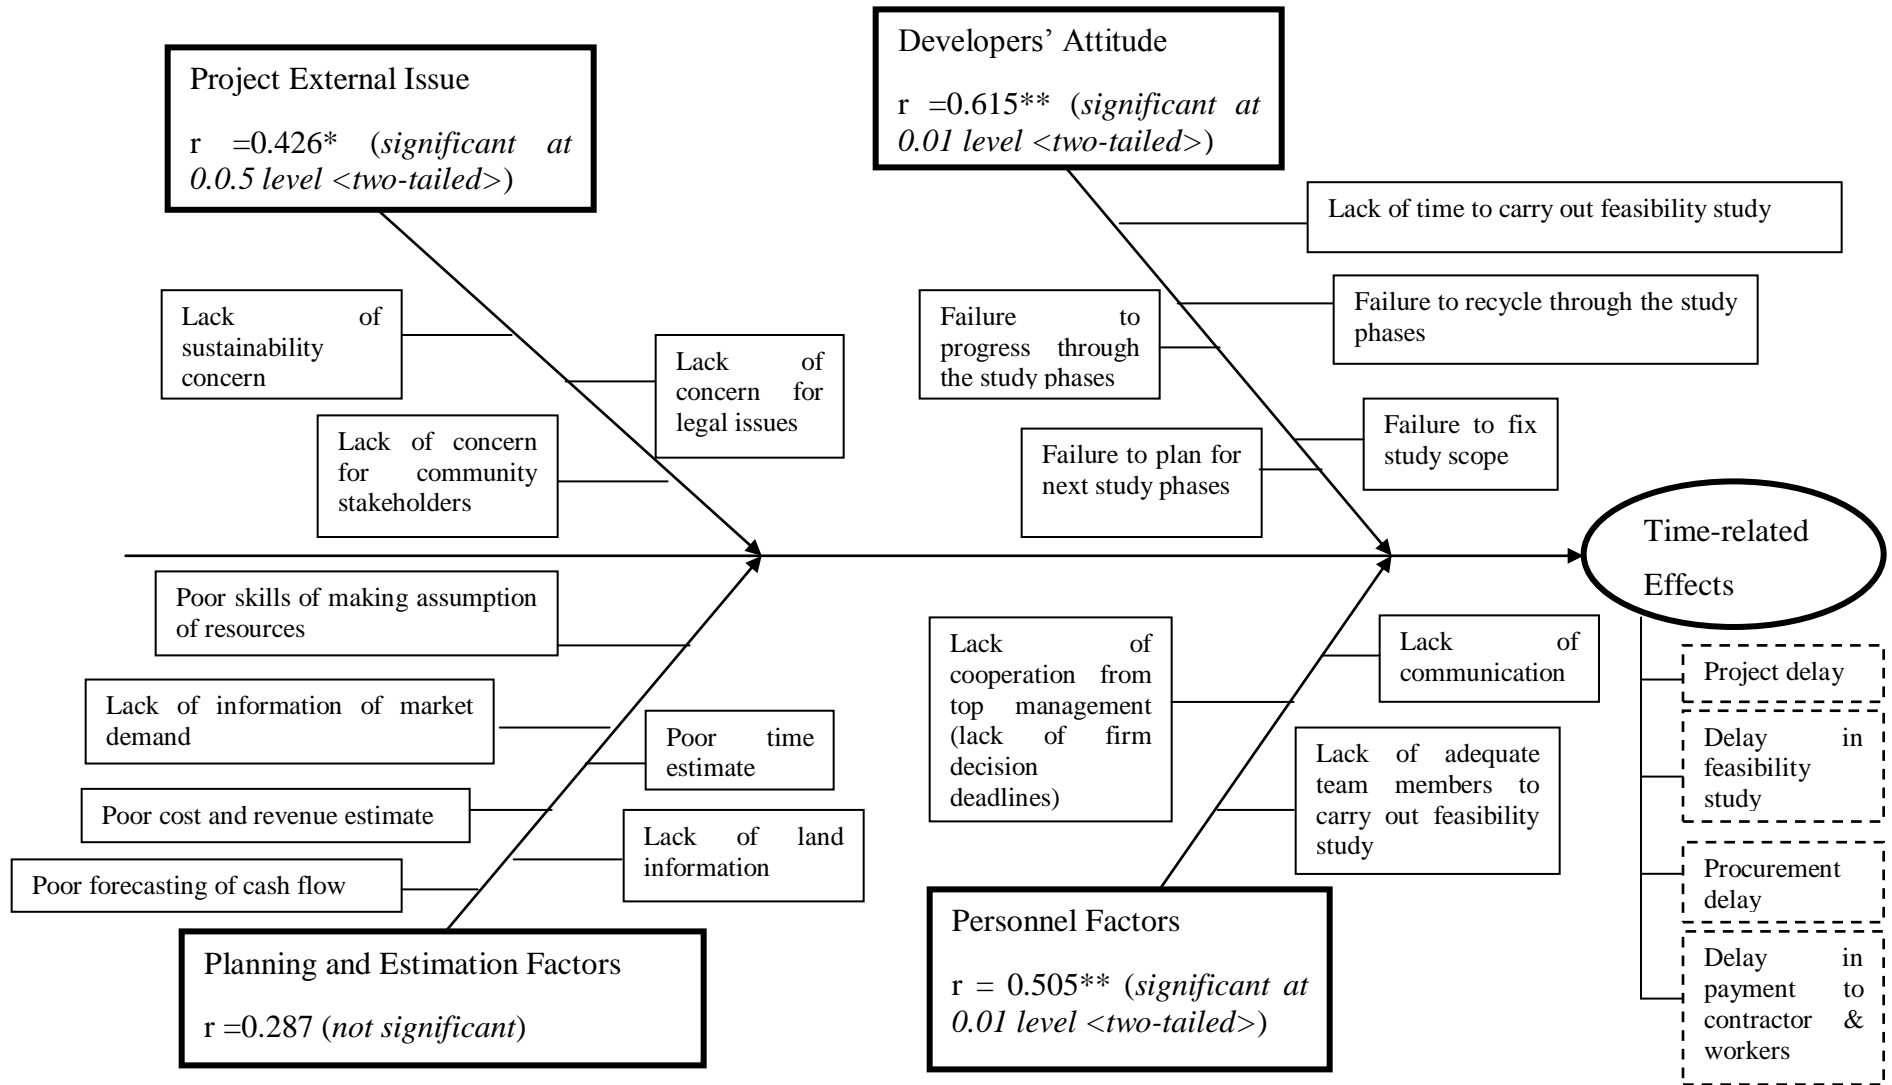 Project External Issue
r =0.426* (significant at
0.0.5 level <two-tailed>)
Developers’ Attitude
r =0.615** (significant at
0.01 level <two-tailed>)
Lack of time to carry out feasibility study
Failure to recycle through the study
phases
Failure to
progress through
the study phases
Failure to fix
study scope
Failure to plan for
next study phases
Lack of
sustainability
concern
Lack of
concern for
legal issues
Lack of concern
for community
stakeholders
Time-related
Effects
Poor skills of making assumption
of resources
Lack of information of market
demand
Poor time
estimate
Poor cost and revenue estimate
Lack of land
information
Poor forecasting of cash flow
Planning and Estimation Factors
r =0.287 (not significant)
Lack of
cooperation from
top management
(lack of firm
decision
deadlines)
Lack of
communication
Lack of adequate
team members to
carry out feasibility
study
Personnel Factors
r = 0.505** (significant at
0.01 level <two-tailed>)
Project delay
Delay in
feasibility
study
Procurement
delay
Delay in
payment to
contractor &
workers